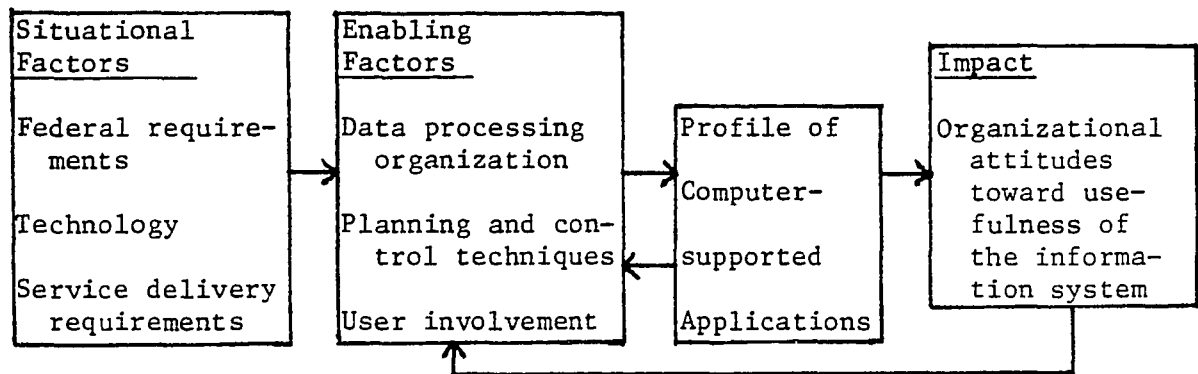 Situational
Factors
Federal require-
ments
Technology
Service delivery
requirements
Enabling
Factors
Data processing
organization
Planning and con-
trol techniques
User involvement
Profile of
Computer-
supported
Applications
Impact
Organizational
attitudes
toward use-
fulness of
the informa-
tion system